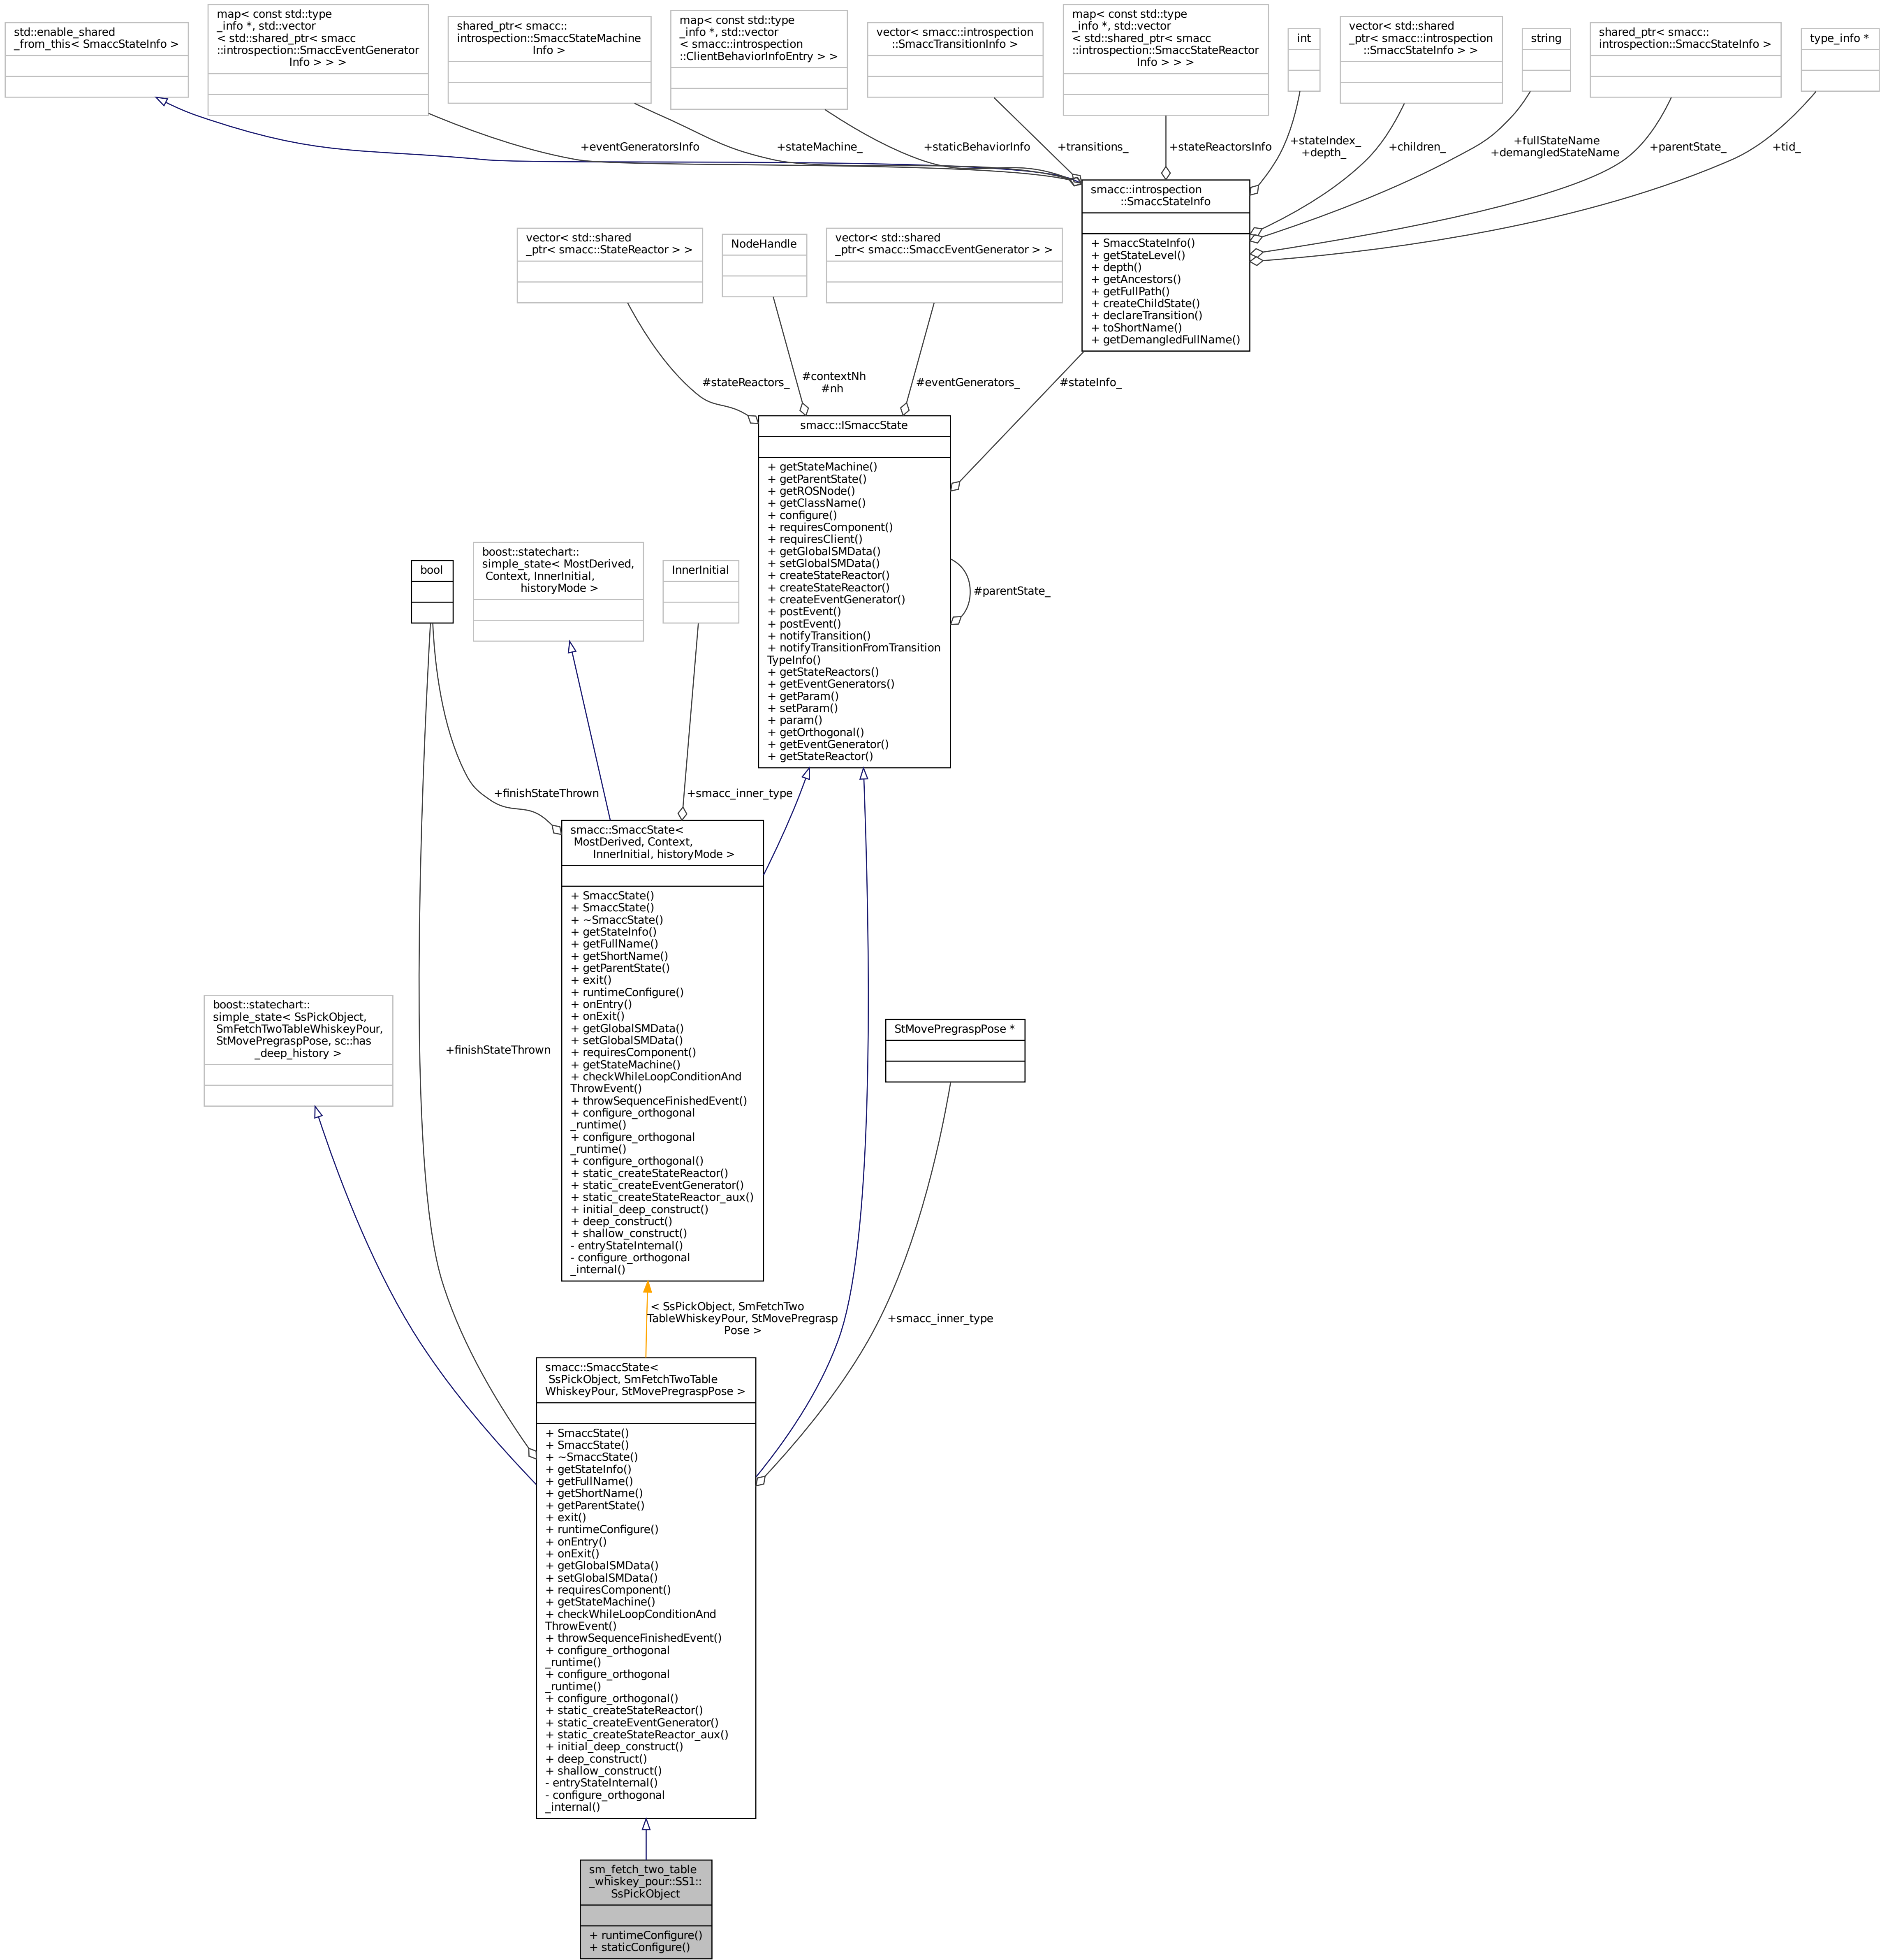 std::enable_shared
_from_this< SmaccStateInfo >
map< const std::type
_info *, std::vector
< std::shared_ptr< smacc
::introspection::SmaccEventGenerator
Info > > >
shared_ptr< smacc::
introspection::SmaccStateMachine
Info >
map< const std::type
_info *, std::vector
< smacc::introspection
::ClientBehaviorInfoEntry > >
vector< smacc::introspection
::SmaccTransitionInfo >
map< const std::type
_info *, std::vector
< std::shared_ptr< smacc
::introspection::SmaccStateReactor
Info > > >
int
vector< std::shared
_ptr< smacc::introspection
::SmaccStateInfo > >
string
shared_ptr< smacc::
introspection::SmaccStateInfo >
type_info *
+eventGeneratorsInfo
+stateMachine_
+staticBehaviorInfo
+transitions_
+stateReactorsInfo
+stateIndex_
+depth_
+children_
+fullStateName
+demangledStateName
+parentState_
+tid_
smacc::introspection
::SmaccStateInfo
+ SmaccStateInfo()
+ getStateLevel()
+ depth()
+ getAncestors()
+ getFullPath()
+ createChildState()
+ declareTransition()
+ toShortName()
+ getDemangledFullName()
vector< std::shared
_ptr< smacc::StateReactor > >
NodeHandle
vector< std::shared
_ptr< smacc::SmaccEventGenerator > >
#stateReactors_
#contextNh
#nh
#eventGenerators_
#stateInfo_
smacc::ISmaccState
+ getStateMachine()
+ getParentState()
+ getROSNode()
+ getClassName()
+ configure()
+ requiresComponent()
+ requiresClient()
+ getGlobalSMData()
+ setGlobalSMData()
+ createStateReactor()
+ createStateReactor()
+ createEventGenerator()
+ postEvent()
+ postEvent()
+ notifyTransition()
+ notifyTransitionFromTransition
TypeInfo()
+ getStateReactors()
+ getEventGenerators()
+ getParam()
+ setParam()
+ param()
+ getOrthogonal()
+ getEventGenerator()
+ getStateReactor()
#parentState_
bool
boost::statechart::
simple_state< MostDerived,
Context, InnerInitial,
historyMode >
InnerInitial
+finishStateThrown
+smacc_inner_type
smacc::SmaccState<
MostDerived, Context,
InnerInitial, historyMode >
+ SmaccState()
+ SmaccState()
+ ~SmaccState()
+ getStateInfo()
+ getFullName()
+ getShortName()
+ getParentState()
+ exit()
+ runtimeConfigure()
+ onEntry()
+ onExit()
+ getGlobalSMData()
+ setGlobalSMData()
+ requiresComponent()
+ getStateMachine()
+ checkWhileLoopConditionAnd
ThrowEvent()
+ throwSequenceFinishedEvent()
+ configure_orthogonal
_runtime()
+ configure_orthogonal
_runtime()
+ configure_orthogonal()
+ static_createStateReactor()
+ static_createEventGenerator()
+ static_createStateReactor_aux()
+ initial_deep_construct()
+ deep_construct()
+ shallow_construct()
- entryStateInternal()
- configure_orthogonal
_internal()
boost::statechart::
simple_state< SsPickObject,
SmFetchTwoTableWhiskeyPour,
StMovePregraspPose, sc::has
_deep_history >
+finishStateThrown
StMovePregraspPose *
< SsPickObject, SmFetchTwo
TableWhiskeyPour, StMovePregrasp
Pose >
+smacc_inner_type
smacc::SmaccState<
SsPickObject, SmFetchTwoTable
WhiskeyPour, StMovePregraspPose >
+ SmaccState()
+ SmaccState()
+ ~SmaccState()
+ getStateInfo()
+ getFullName()
+ getShortName()
+ getParentState()
+ exit()
+ runtimeConfigure()
+ onEntry()
+ onExit()
+ getGlobalSMData()
+ setGlobalSMData()
+ requiresComponent()
+ getStateMachine()
+ checkWhileLoopConditionAnd
ThrowEvent()
+ throwSequenceFinishedEvent()
+ configure_orthogonal
_runtime()
+ configure_orthogonal
_runtime()
+ configure_orthogonal()
+ static_createStateReactor()
+ static_createEventGenerator()
+ static_createStateReactor_aux()
+ initial_deep_construct()
+ deep_construct()
+ shallow_construct()
- entryStateInternal()
- configure_orthogonal
_internal()
sm_fetch_two_table
_whiskey_pour::SS1::
SsPickObject
+ runtimeConfigure()
+ staticConfigure()